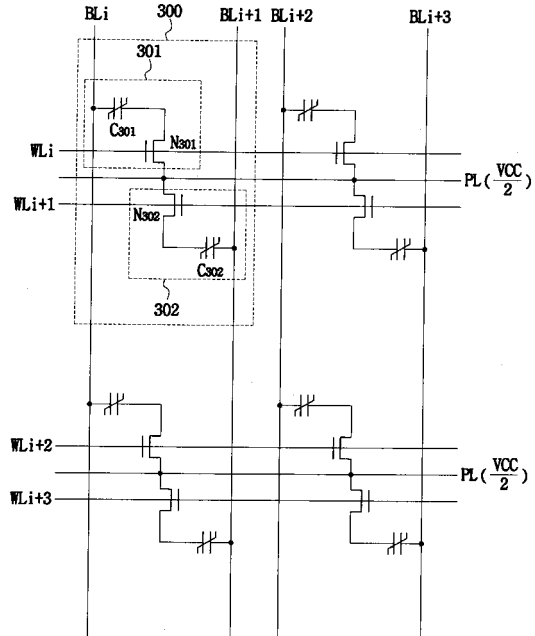 BLi 300 BLi+1 BLi+2 BLi+3
301
C301
WLi N301
PL(VCC/2)
WLi+1 N302
C302
302
WLi+2
PL(VCC/2)
WLi+3